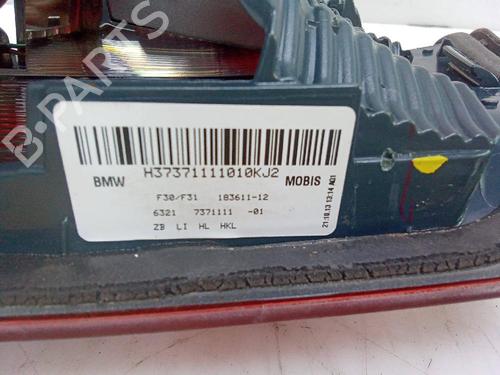 B-PARTS
H37371111010KJ2
BMW MOBIS
F30/F31 183611-12
6321 7371111 -01
ZB LI HL HKL
21.10.13 12:14 A01